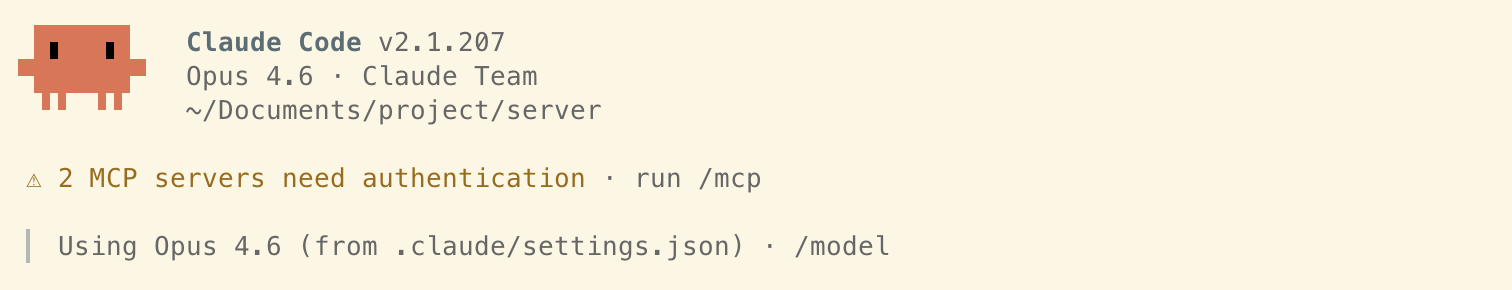 Claude Code v2.1.207
Opus 4.6 · Claude Team
~/Documents/project/server
⚠ 2 MCP servers need authentication · run /mcp
Using Opus 4.6 (from .claude/settings.json) · /model